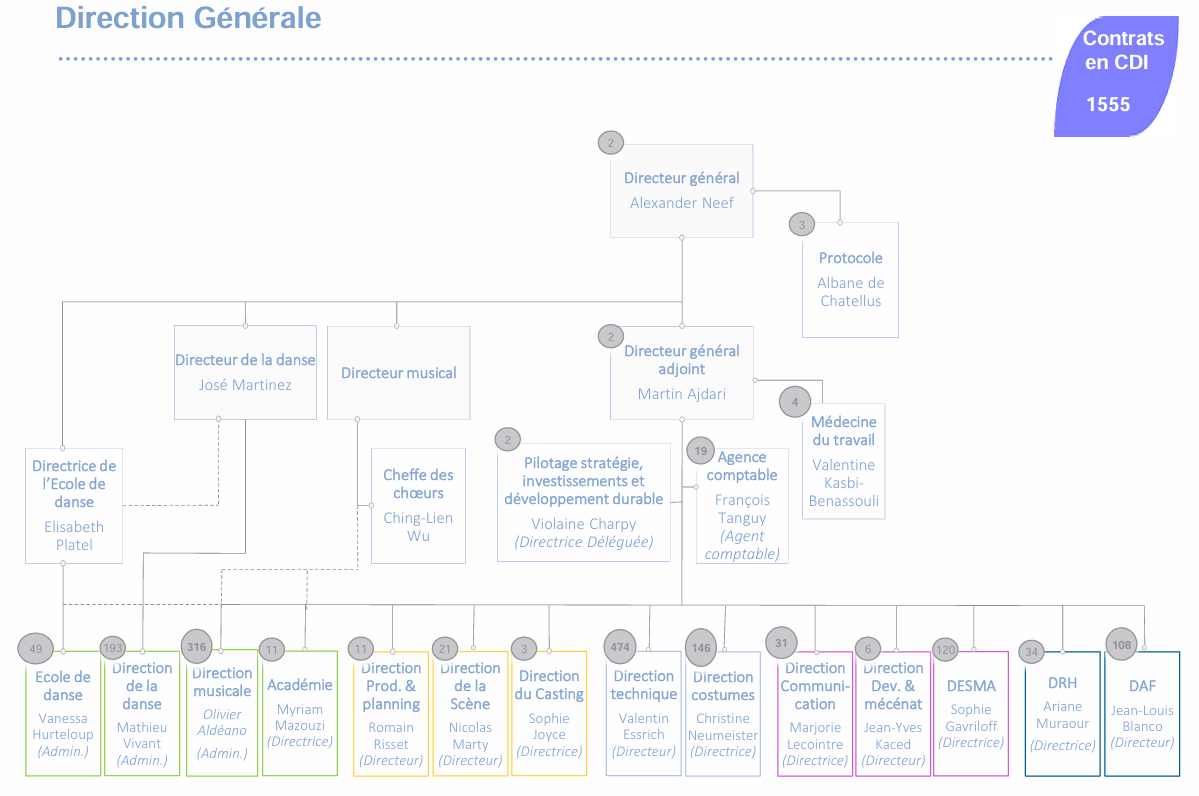 Direction Générale
Contrats
en CDI
1555
2
Directeur général
Alexander Neef
3
Protocole
Albane de
Chatellus
Directeur de la danse
José Martinez
Directeur musical
2
Directeur général
adjoint
Martin Ajdari
4
Médecine
du travail
Valentine
Kasbi-
Benassouli
Directrice de
l’Ecole de
danse
Elisabeth
Platel
Cheffe des
chœurs
Ching-Lien
Wu
2
Pilotage stratégie,
investissements et
développement durable
Violaine Charpy
(Directrice Déléguée)
19
Agence
comptable
François
Tanguy
(Agent
comptable)
49
Ecole de
danse
Vanessa
Hurteloup
(Admin.)
193
Direction
de la
danse
Mathieu
Vivant
(Admin.)
316
Direction
musicale
Olivier
Aldéano
(Admin.)
11
Académie
Myriam
Mazouzi
(Directrice)
11
Direction
Prod. &
planning
Romain
Risset
(Directeur)
21
Direction
de la
Scène
Nicolas
Marty
(Directeur)
3
Direction
du Casting
Sophie
Joyce
(Directrice)
474
Direction
technique
Valentin
Essrich
(Directeur)
146
Direction
costumes
Christine
Neumeister
(Directrice)
31
Direction
Communi-
cation
Marjorie
Lecointre
(Directrice)
6
Direction
Dev. &
mécénat
Jean-Yves
Kaced
(Directeur)
120
DESMA
Sophie
Gavriloff
(Directrice)
34
DRH
Ariane
Muraour
(Directrice)
108
DAF
Jean-Louis
Blanco
(Directeur)